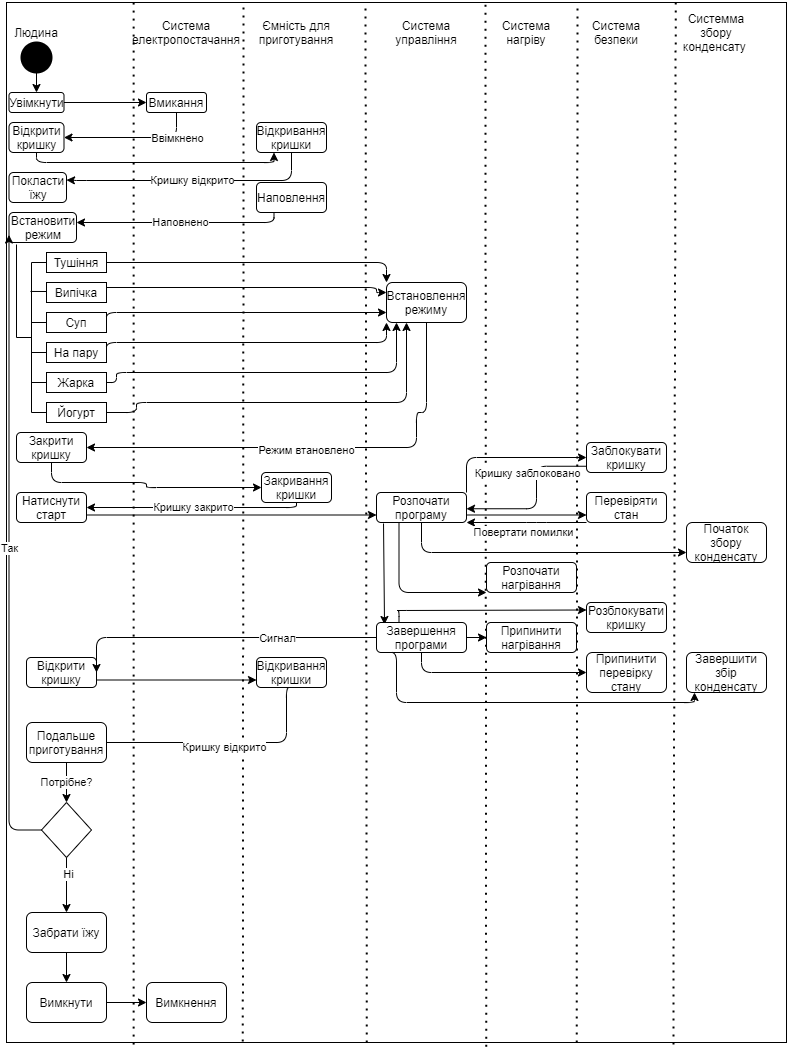 Людина
Система
електропостачання
Ємність для
приготування
Система
управління
Система
нагріву
Система
безпеки
Системма
збору
конденсату
Увімкнути
Вмикання
Ввімкнено
Відкрити
кришку
Відкривання
кришки
Кришку відкрито
Покласти
їжу
Наповлення
Наповнено
Встановити
режим
Тушіння
Випічка
Суп
На пару
Жарка
Йогурт
Встановлення
режиму
Режим втановлено
Закрити
кришку
Закривання
кришки
Кришку закрито
Натиснути
старт
Розпочати
програму
Заблокувати
кришку
Кришку заблоковано
Перевіряти
стан
Повертати помилки
Початок
збору
конденсату
Так
Розпочати
нагрівання
Розблокувати
кришку
Завершення
програми
Припинити
нагрівання
Сигнал
Відкрити
кришку
Відкривання
кришки
Припинити
перевірку
стану
Завершити
збір
конденсату
Кришку відкрито
Подальше
приготування
Потрібне?
Ні
Забрати їжу
Вимкнути
Вимкнення